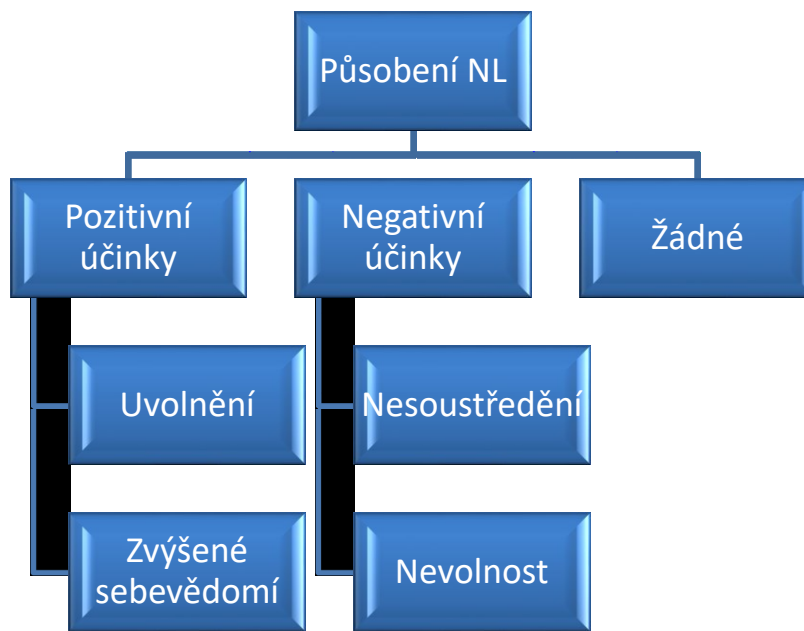 Působení NL
Pozitivní
účinky
Negativní
účinky
Žádné
Uvolnění
Nesoustředění
Zvýšené
sebevědomí
Nevolnost